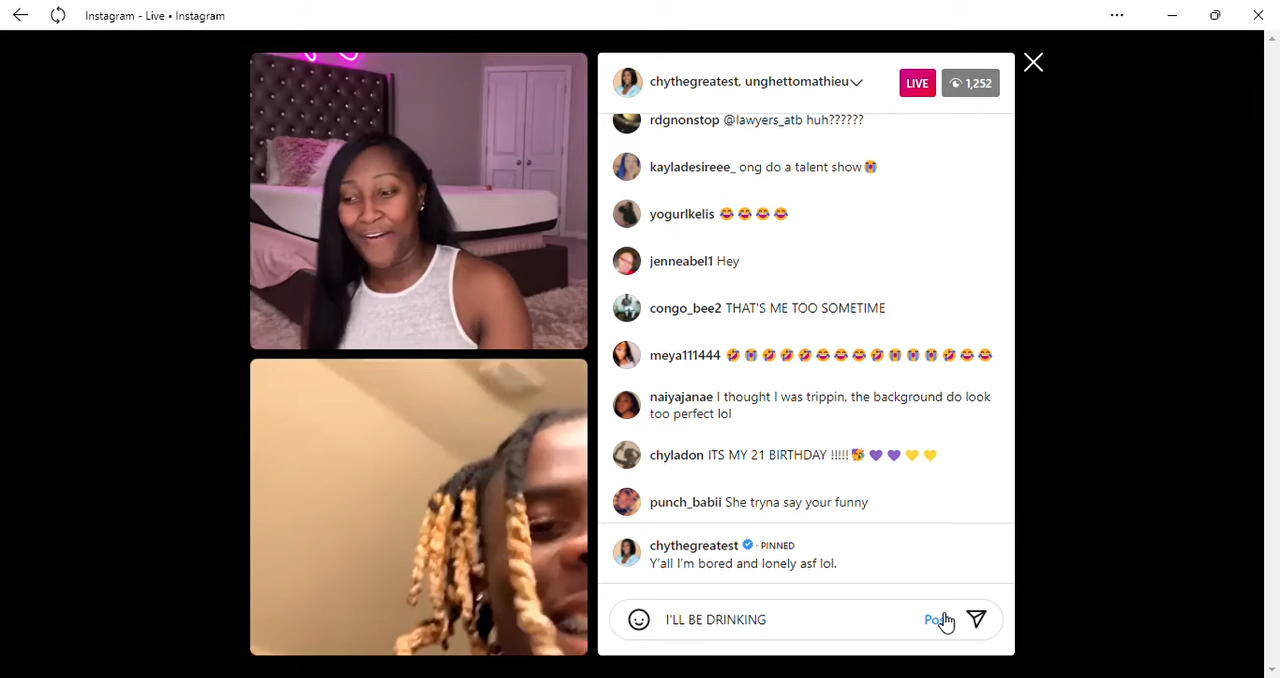 Instagram - Live • Instagram
chythegreatest, unghettomathieu
LIVE
1,252
rdgnonstop @lawyers_atb huh??????
kayladesireee_ ong do a talent show😭
yogurlkelis 😂😂😂😂
jenneabel1 Hey
congo_bee2 THAT'S ME TOO SOMETIME
meya111444 🤣😭🤣🤣🤣😂😂😂🤣😭😭😭🤣😂😂
naiyajanae I thought I was trippin, the background do look
too perfect lol
chyladon ITS MY 21 BIRTHDAY !!!!!🎉💜💜💛💛
punch_babii She tryna say your funny
chythegreatest · PINNED
Y'all I'm bored and lonely asf lol.
I'LL BE DRINKING